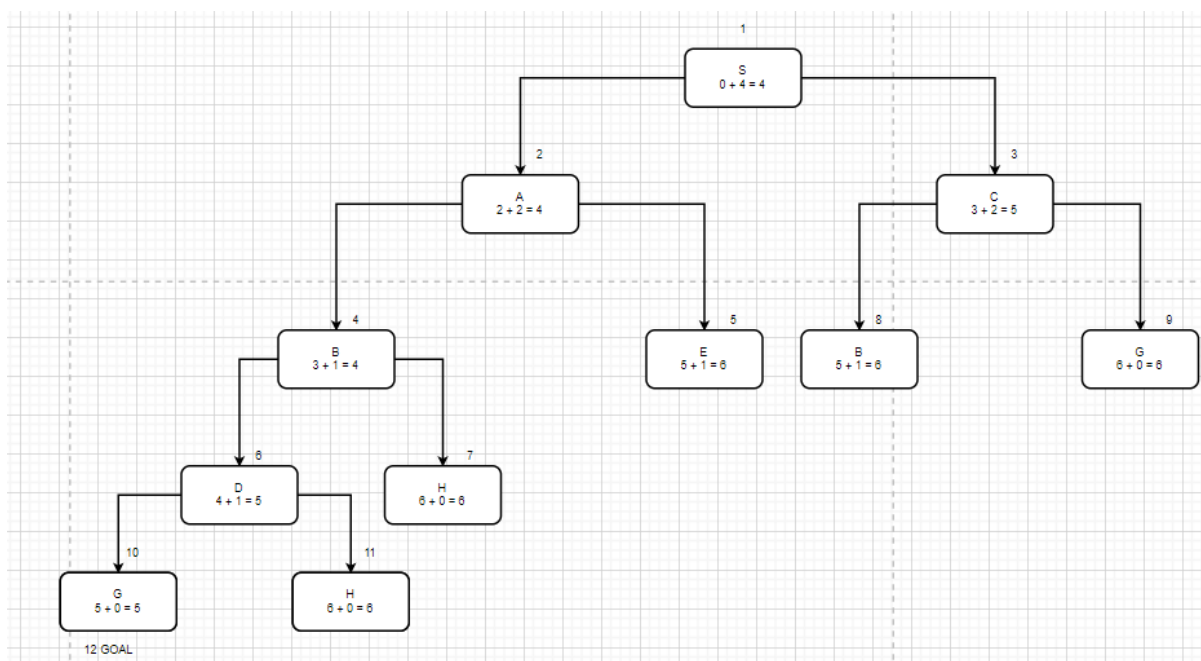 1
S
0 + 4 = 4
2
3
A
2 + 2 = 4
C
3 + 2 = 5
4
5
8
9
B
3 + 1 = 4
E
5 + 1 = 6
B
5 + 1 = 6
G
6 + 0 = 6
6
7
D
4 + 1 = 5
H
6 + 0 = 6
10
11
G
5 + 0 = 5
H
6 + 0 = 6
12 GOAL